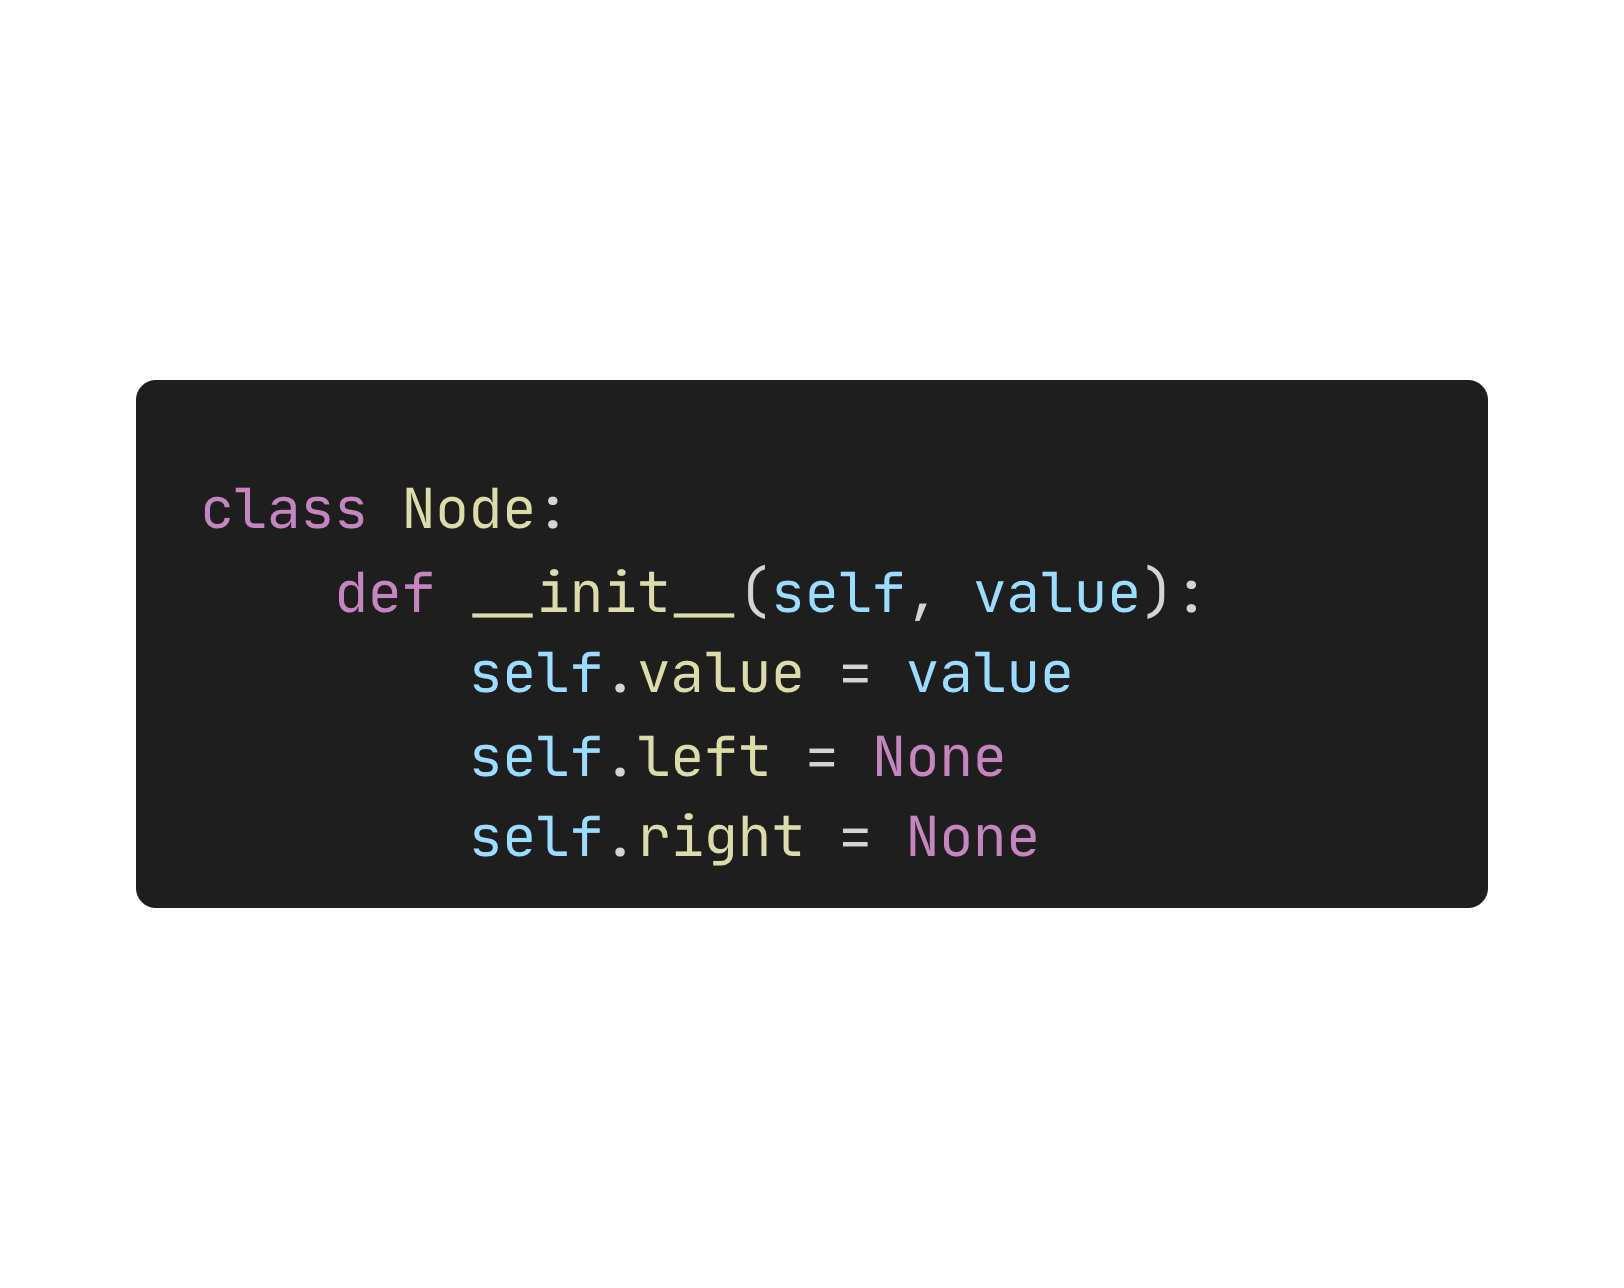 class Node:
    def __init__(self, value):
        self.value = value
        self.left = None
        self.right = None